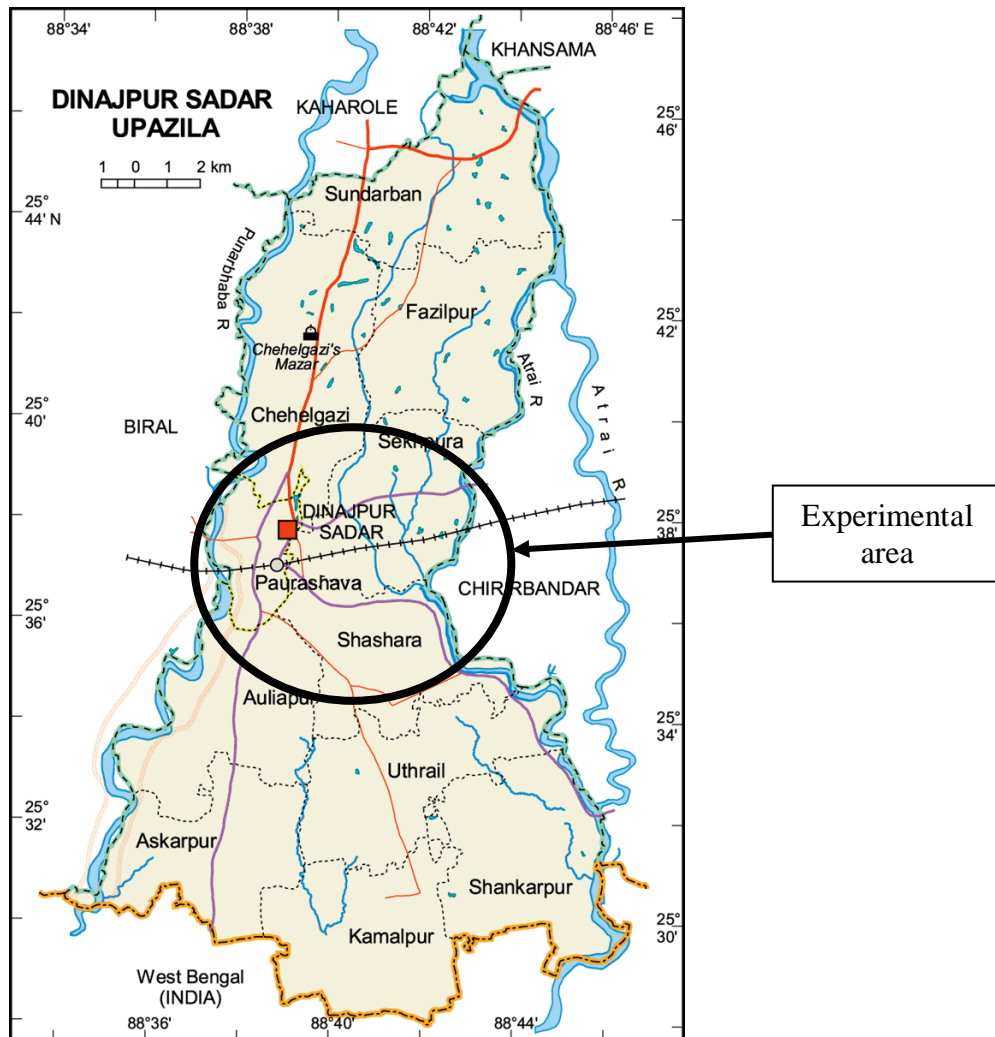 88°34' 88°38' 88°42' 88°46' E
KHANSAMA
DINAJPUR SADAR
UPAZILA
KAHAROLE
25°
46'
1 0 1 2 km
Sundarban
25°
44' N
Punarbhaba R
Fazilpur
25°
42'
Chehelgazi's
Mazar
Atrai R
Atrai R
25°
40'
Chehelgazi
BIRAL
Sekhpura
DINAJPUR
SADAR
25°
38'
Experimental
area
Paurashava
CHIRIRBANDAR
25°
36'
Shashara
Auliapur
25°
34'
Uthrail
25°
32'
Askarpur
Shankarpur
25°
30'
Kamalpur
West Bengal
(INDIA)
88°36' 88°40' 88°44'